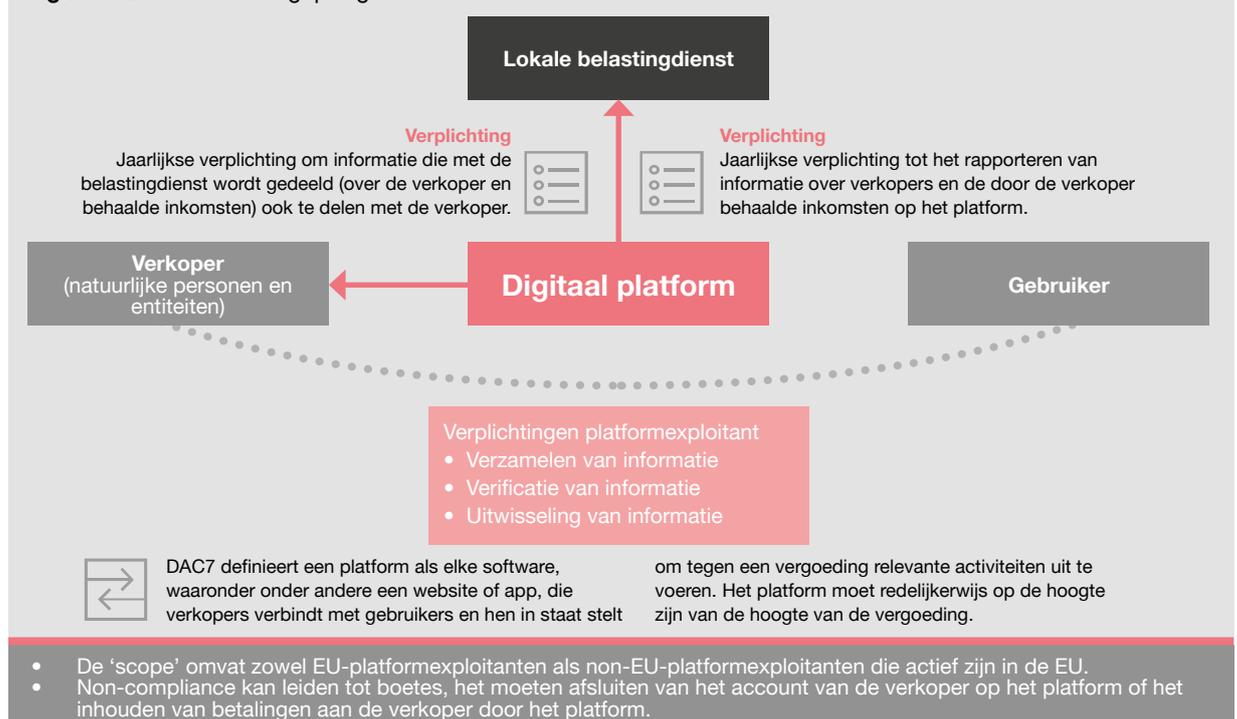 Lokale belastingdienst
Verplichting
Jaarlijkse verplichting om informatie die met de
belastingdienst wordt gedeeld (over de verkoper en
behaalde inkomsten) ook te delen met de verkoper.
Verplichting
Jaarlijkse verplichting tot het rapporteren van
informatie over verkopers en de door de verkoper
behaalde inkomsten op het platform.
Verkoper
(natuurlijke personen en
entiteiten)
Digitaal platform
Gebruiker
Verplichtingen platformexploitant
• Verzamelen van informatie
• Verificatie van informatie
• Uitwisseling van informatie
DAC7 definieert een platform als elke software,
waaronder onder andere een website of app, die
verkopers verbindt met gebruikers en hen in staat stelt
om tegen een vergoeding relevante activiteiten uit te
voeren. Het platform moet redelijkerwijs op de hoogte
zijn van de hoogte van de vergoeding.
• De ‘scope’ omvat zowel EU-platformexploitanten als non-EU-platformexploitanten die actief zijn in de EU.
• Non-compliance kan leiden tot boetes, het moeten afsluiten van het account van de verkoper op het platform of het
inhouden van betalingen aan de verkoper door het platform.